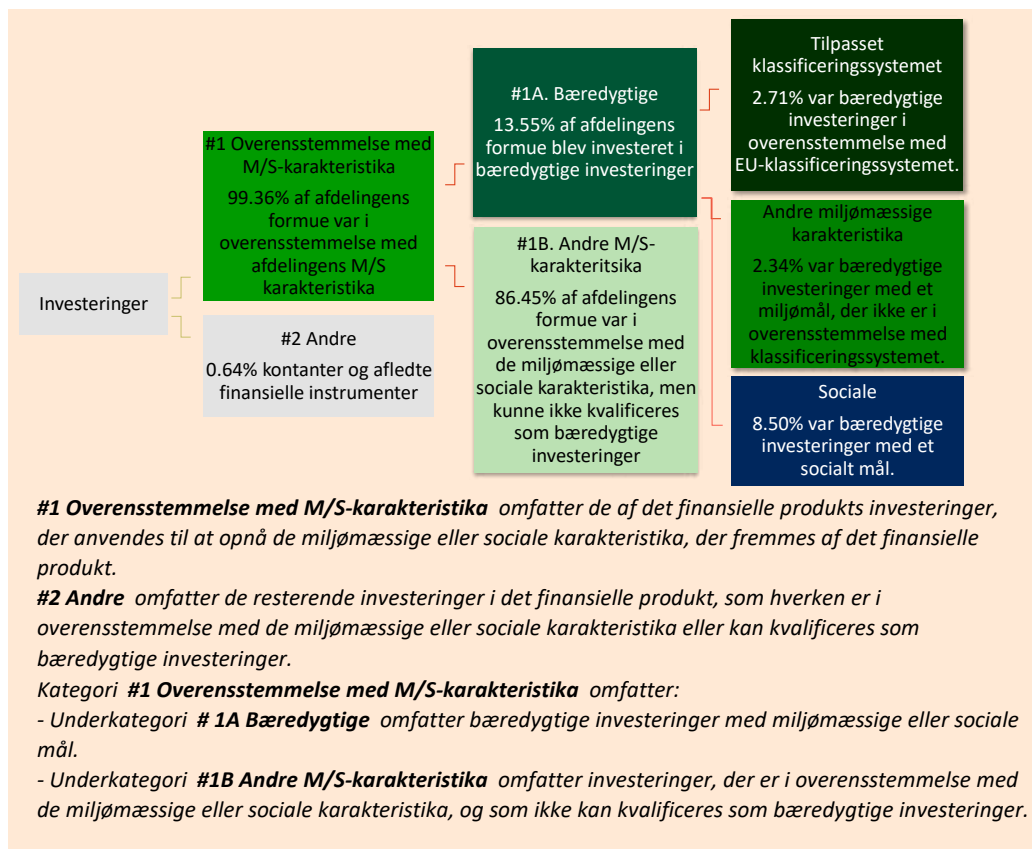 Investeringer
#1 Overensstemmelse med
M/S-karakteristika
99.36% af afdelingens
formue var i
overensstemmelse med
afdelingens M/S
karakteristika
#2 Andre
0.64% kontanter og afledte
finansielle instrumenter
#1A. Bæredygtige
13.55% af afdelingens
formue blev investeret i
bæredygtige investeringer
#1B. Andre M/S-
karakteritsika
86.45% af afdelingens
formue var i
overensstemmelse med
de miljømæssige eller
sociale karakteristika, men
kunne ikke kvalificeres
som bæredygtige
investeringer
Tilpasset
klassificeringssystemet
2.71% var bæredygtige
investeringer i
overensstemmelse med
EU-klassificeringssystemet.
Andre miljømæssige
karakteristika
2.34% var bæredygtige
investeringer med et
miljømål, der ikke er i
overensstemmelse med
klassificeringssystemet.
Sociale
8.50% var bæredygtige
investeringer med et
socialt mål.
#1 Overensstemmelse med M/S-karakteristika omfatter de af det finansielle produkts investeringer,
der anvendes til at opnå de miljømæssige eller sociale karakteristika, der fremmes af det finansielle
produkt.
#2 Andre omfatter de resterende investeringer i det finansielle produkt, som hverken er i
overensstemmelse med de miljømæssige eller sociale karakteristika eller kan kvalificeres som
bæredygtige investeringer.
Kategori #1 Overensstemmelse med M/S-karakteristika omfatter:
- Underkategori # 1A Bæredygtige omfatter bæredygtige investeringer med miljømæssige eller sociale
mål.
- Underkategori #1B Andre M/S-karakteristika omfatter investeringer, der er i overensstemmelse med
de miljømæssige eller sociale karakteristika, og som ikke kan kvalificeres som bæredygtige investeringer.